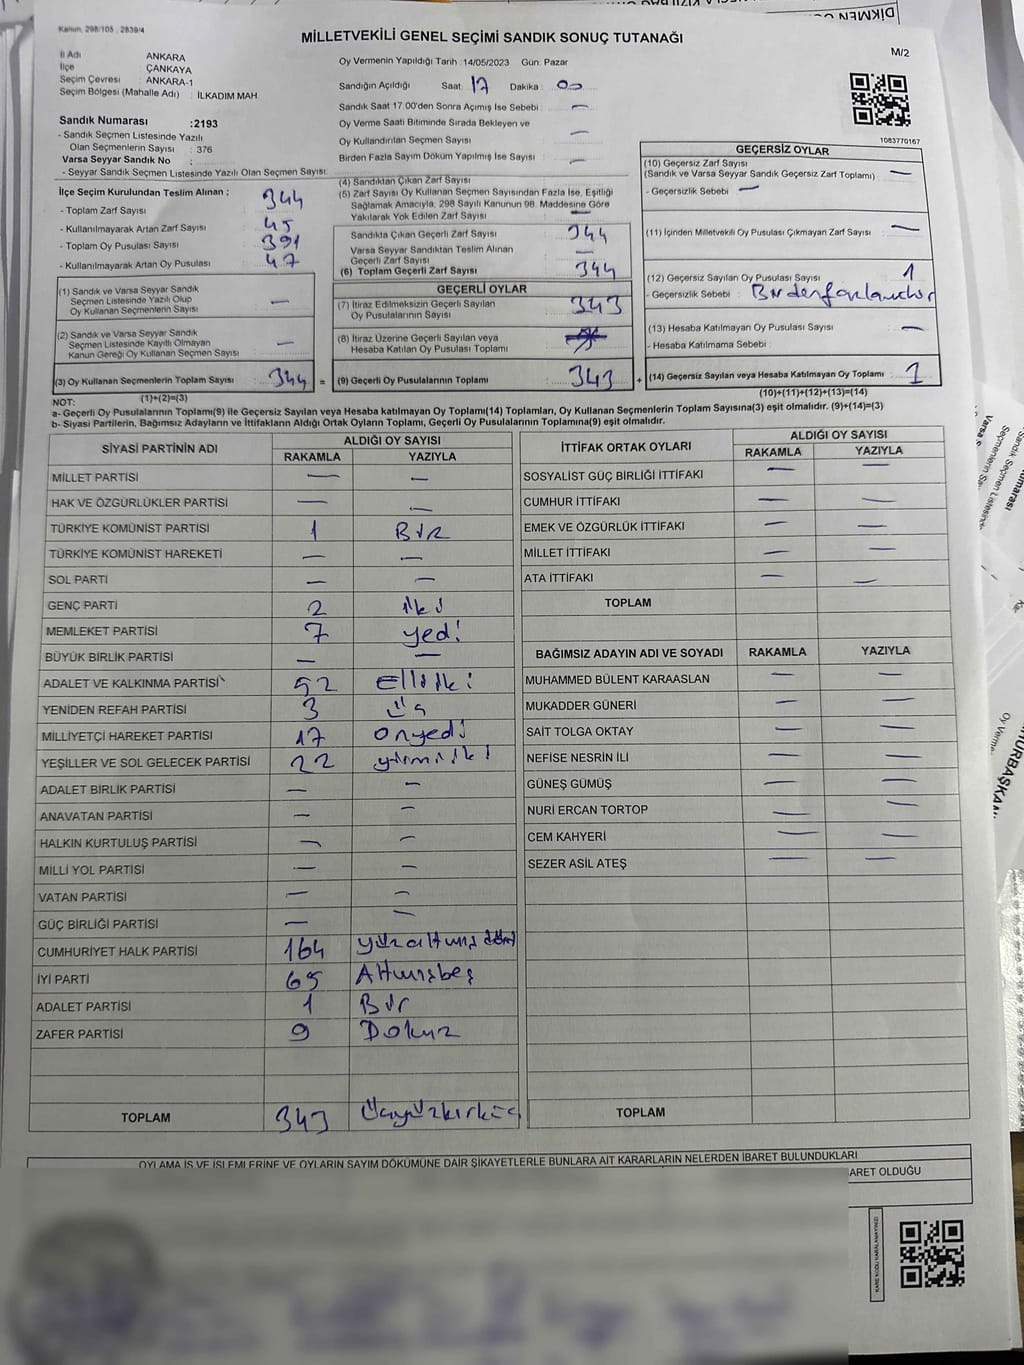 DİKMEN
Kanun. 298/105 , 2839/4
MİLLETVEKİLİ GENEL SEÇİMİ SANDIK SONUÇ TUTANAĞI
M/2
İl Adı ANKARA
İlçe ÇANKAYA
Seçim Çevresi : ANKARA-1
Seçim Bölgesi (Mahalle Adı) : İLKADIM MAH
Oy Vermenin Yapıldığı Tarih :14/05/2023 Gün: Pazar
Sandığın Açıldığı Saat: 17 Dakika : 00
Sandık Saat 17.00'den Sonra Açımış İse Sebebi : —
Oy Verme Saati Bitiminde Sırada Bekleyen ve
Oy Kullandırılan Seçmen Sayısı : —
Birden Fazla Sayım Döküm Yapılmış İse Sayısı : —
1083770167
Sandık Numarası :2193
- Sandık Seçmen Listesinde Yazılı
Olan Seçmenlerin Sayısı : 376
Varsa Seyyar Sandık No :
- Seyyar Sandık Seçmen Listesinde Yazılı Olan Seçmen Sayısı:
İlçe Seçim Kurulundan Teslim Alınan :
- Toplam Zarf Sayısı : 344
- Kullanılmayarak Artan Zarf Sayısı : 45
- Toplam Oy Pusulası Sayısı : 391
- Kullanılmayarak Artan Oy Pusulası : 47
(1) Sandık ve Varsa Seyyar Sandık
Seçmen Listesinde Yazılı Olup
Oy Kullanan Seçmenlerin Sayısı : —
(2) Sandık ve Varsa Seyyar Sandık
Seçmen Listesinde Kayıtlı Olmayan
Kanun Gereği Oy Kullanan Seçmen Sayısı : —
(3) Oy Kullanan Seçmenlerin Toplam Sayısı : 344 =
(1)+(2)=(3)
(4) Sandıktan Çıkan Zarf Sayısı
(5) Zarf Sayısı Oy Kullanan Seçmen Sayısından Fazla İse, Eşitliği
Sağlamak Amacıyla, 298 Sayılı Kanunun 98. Maddesine Göre
Yakılarak Yok Edilen Zarf Sayısı : —
Sandıkta Çıkan Geçerli Zarf Sayısı : 344
Varsa Seyyar Sandıktan Teslim Alınan
Geçerli Zarf Sayısı : —
(6) Toplam Geçerli Zarf Sayısı : 344
GEÇERLİ OYLAR
(7) İtiraz Edilmeksizin Geçerli Sayılan
Oy Pusulalarının Sayısı : 343
(8) İtiraz Üzerine Geçerli Sayılan veya
Hesaba Katılan Oy Pusulası Toplamı :
(9) Geçerli Oy Pusulalarının Toplamı : 343 +
GEÇERSİZ OYLAR
(10) Geçersiz Zarf Sayısı
(Sandık ve Varsa Seyyar Sandık Geçersiz Zarf Toplamı) : —
- Geçersizlik Sebebi : —
(11) İçinden Milletvekili Oy Pusulası Çıkmayan Zarf Sayısı : —
(12) Geçersiz Sayılan Oy Pusulası Sayısı : 1
- Geçersizlik Sebebi :
(13) Hesaba Katılmayan Oy Pusulası Sayısı : —
- Hesaba Katılmama Sebebi :
(14) Geçersiz Sayılan veya Hesaba Katılmayan Oy Toplamı : 1
(10)+(11)+(12)+(13)=(14)
NOT:
a- Geçerli Oy Pusulalarının Toplamı(9) ile Geçersiz Sayılan veya Hesaba katılmayan Oy Toplamı(14) Toplamları, Oy Kullanan Seçmenlerin Toplam Sayısına(3) eşit olmalıdır. (9)+(14)=(3)
b- Siyasi Partilerin, Bağımsız Adayların ve İttifakların Aldığı Ortak Oyların Toplamı, Geçerli Oy Pusulalarının Toplamına(9) eşit olmalıdır.
SİYASİ PARTİNİN ADI ALDIĞI OY SAYISI
RAKAMLA YAZIYLA
MİLLET PARTİSİ — —
HAK VE ÖZGÜRLÜKLER PARTİSİ — —
TÜRKİYE KOMÜNİST PARTİSİ 1 BİR
TÜRKİYE KOMÜNİST HAREKETİ — —
SOL PARTİ — —
GENÇ PARTİ 2 iki
MEMLEKET PARTİSİ 7 yedi
BÜYÜK BİRLİK PARTİSİ — —
ADALET VE KALKINMA PARTİSİ 52 Elliiki
YENİDEN REFAH PARTİSİ 3 üç
MİLLİYETÇİ HAREKET PARTİSİ 17 onyedi
YEŞİLLER VE SOL GELECEK PARTİSİ 22 yirmiiki
ADALET BİRLİK PARTİSİ — —
ANAVATAN PARTİSİ — —
HALKIN KURTULUŞ PARTİSİ — —
MİLLİ YOL PARTİSİ — —
VATAN PARTİSİ — —
GÜÇ BİRLİĞİ PARTİSİ — —
CUMHURİYET HALK PARTİSİ 164 yüzaltmışdört
İYİ PARTİ 65 Altmışbeş
ADALET PARTİSİ 1 Bir
ZAFER PARTİSİ 9 Dokuz
TOPLAM 343 Üçyüzkırküç
İTTİFAK ORTAK OYLARI ALDIĞI OY SAYISI
RAKAMLA YAZIYLA
SOSYALİST GÜÇ BİRLİĞİ İTTİFAKI — —
CUMHUR İTTİFAKI — —
EMEK VE ÖZGÜRLÜK İTTİFAKI — —
MİLLET İTTİFAKI — —
ATA İTTİFAKI — —
TOPLAM
BAĞIMSIZ ADAYIN ADI VE SOYADI RAKAMLA YAZIYLA
MUHAMMED BÜLENT KARAASLAN — —
MUKADDER GÜNERİ — —
SAİT TOLGA OKTAY — —
NEFİSE NESRİN İLİ — —
GÜNEŞ GÜMÜŞ — —
NURİ ERCAN TORTOP — —
CEM KAHYERİ — —
SEZER ASİL ATEŞ — —
TOPLAM
OYLAMA İŞ VE İŞLEMLERİNE VE OYLARIN SAYIM DÖKÜMÜNE DAİR ŞİKAYETLERLE BUNLARA AİT KARARLARIN NELERDEN İBARET BULUNDUKLARI
BARET OLDUĞU
KARE KODU KARALAMAYINIZ!